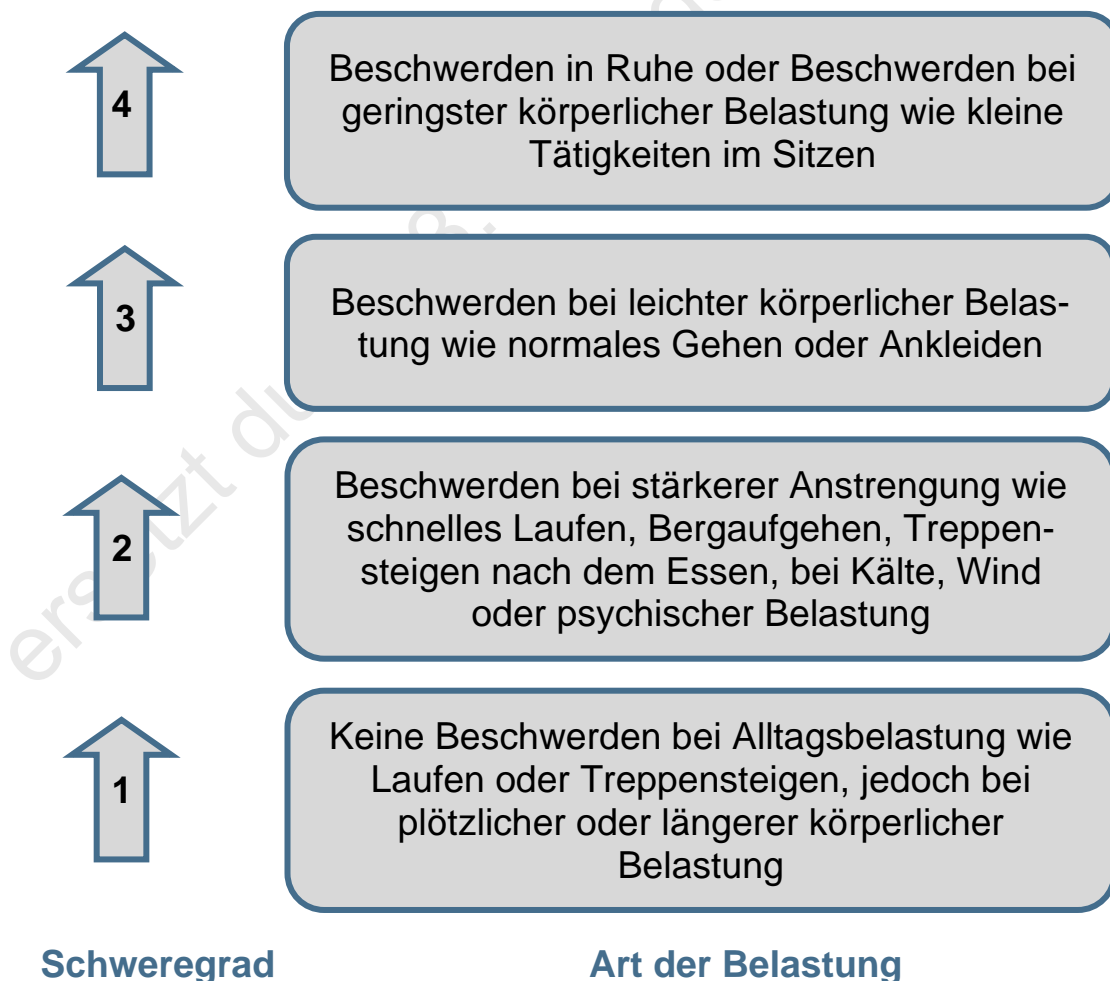 4
Beschwerden in Ruhe oder Beschwerden bei
geringster körperlicher Belastung wie kleine
Tätigkeiten im Sitzen
3
Beschwerden bei leichter körperlicher Belas-
tung wie normales Gehen oder Ankleiden
2
Beschwerden bei stärkerer Anstrengung wie
schnelles Laufen, Bergaufgehen, Treppen-
steigen nach dem Essen, bei Kälte, Wind
oder psychischer Belastung
1
Keine Beschwerden bei Alltagsbelastung wie
Laufen oder Treppensteigen, jedoch bei
plötzlicher oder längerer körperlicher
Belastung
Schweregrad
Art der Belastung
ersetzt